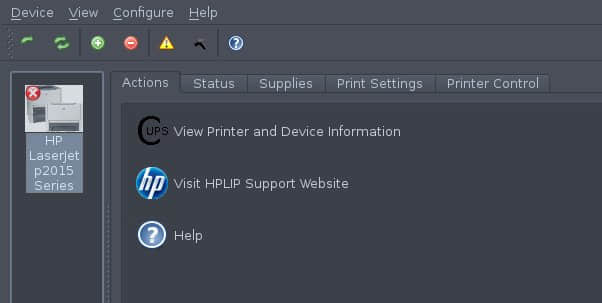 Device View Configure Help
Actions Status Supplies Print Settings Printer Control
HP
Laserjet
p2015
Series
CUPS View Printer and Device Information
hp Visit HPLIP Support Website
? Help